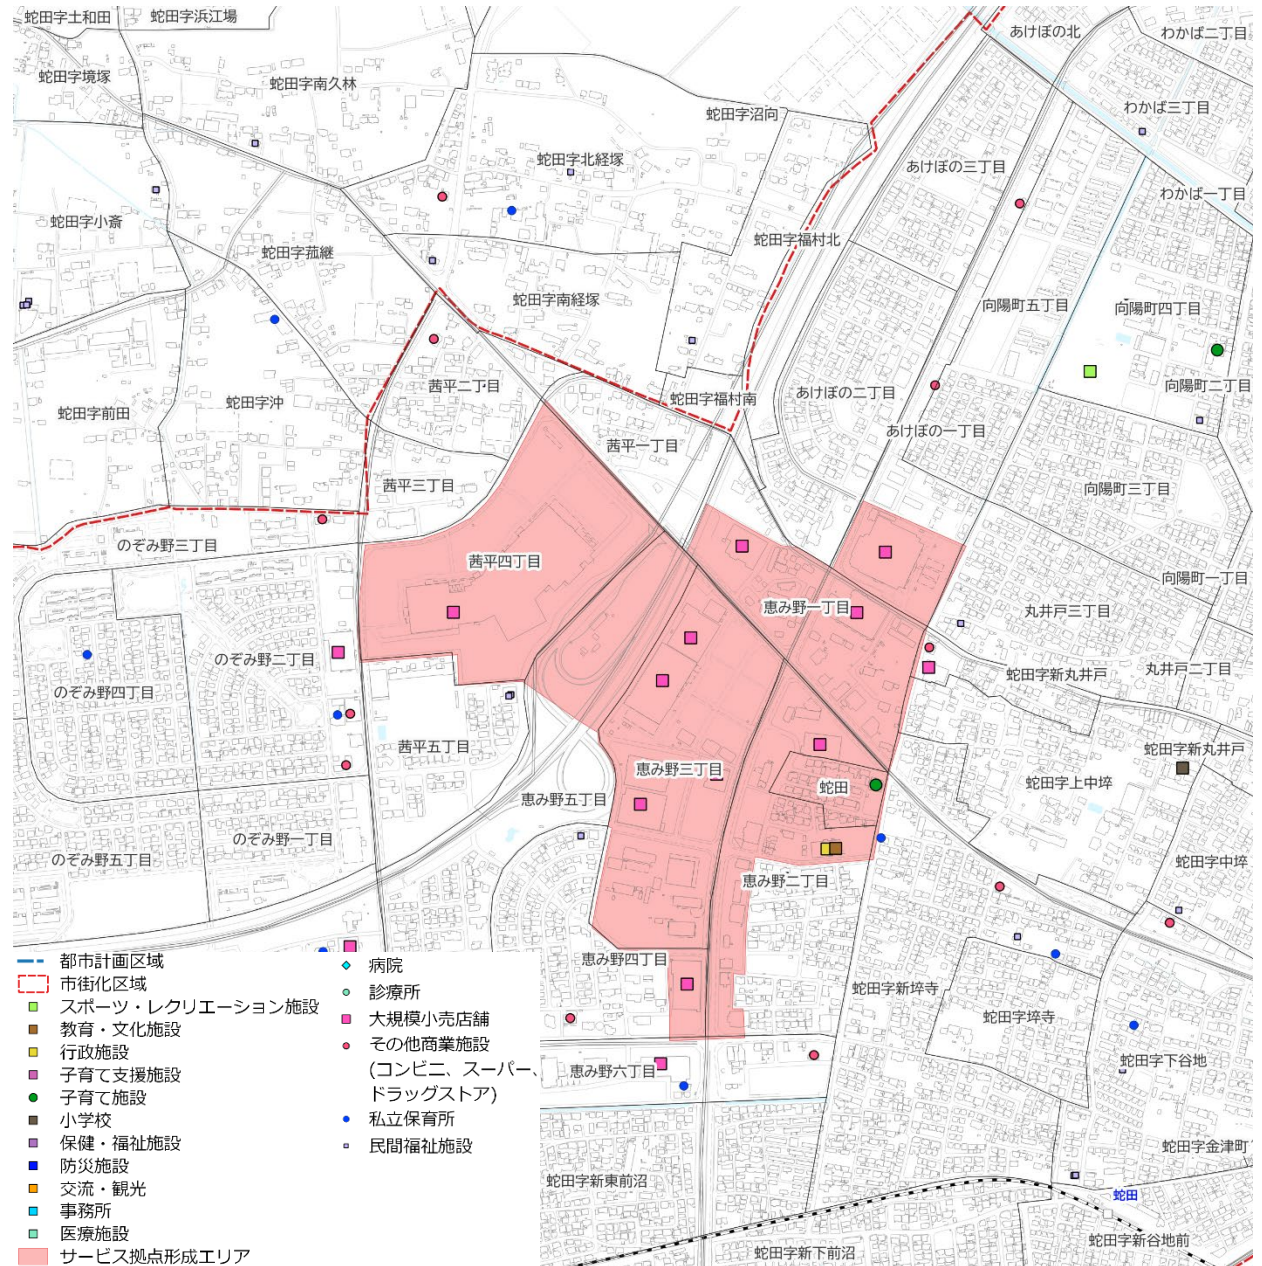 蛇田字土和田
蛇田字浜江場
あけぼの北
わかば二丁目
蛇田字境塚
蛇田字南久林
わかば三丁目
蛇田字沼向
蛇田字北経塚
あけぼの三丁目
わかば一丁目
蛇田字小斎
蛇田字菰継
蛇田字福村北
蛇田字南経塚
向陽町五丁目
向陽町四丁目
茜平二丁目
向陽町二丁目
蛇田字前田
蛇田字沖
蛇田字福村南
あけぼの二丁目
茜平一丁目
あけぼの一丁目
茜平三丁目
向陽町三丁目
のぞみ野三丁目
茜平四丁目
向陽町一丁目
恵み野一丁目
丸井戸三丁目
のぞみ野二丁目
のぞみ野四丁目
蛇田字新丸井戸
丸井戸二丁目
茜平五丁目
蛇田字新丸井戸
恵み野三丁目
蛇田
蛇田字上中埣
恵み野五丁目
のぞみ野一丁目
のぞみ野五丁目
蛇田字中埣
恵み野二丁目
恵み野四丁目
蛇田字新埣寺
蛇田字埣寺
恵み野六丁目
蛇田字下谷地
蛇田字金津町
蛇田字新東前沼
蛇田
蛇田字新下前沼
蛇田字新谷地前
都市計画区域
市街化区域
スポーツ・レクリエーション施設
教育・文化施設
行政施設
子育て支援施設
子育て施設
小学校
保健・福祉施設
防災施設
交流・観光
事務所
医療施設
サービス拠点形成エリア
病院
診療所
大規模小売店舗
その他商業施設
(コンビニ、スーパー、
ドラッグストア)
私立保育所
民間福祉施設